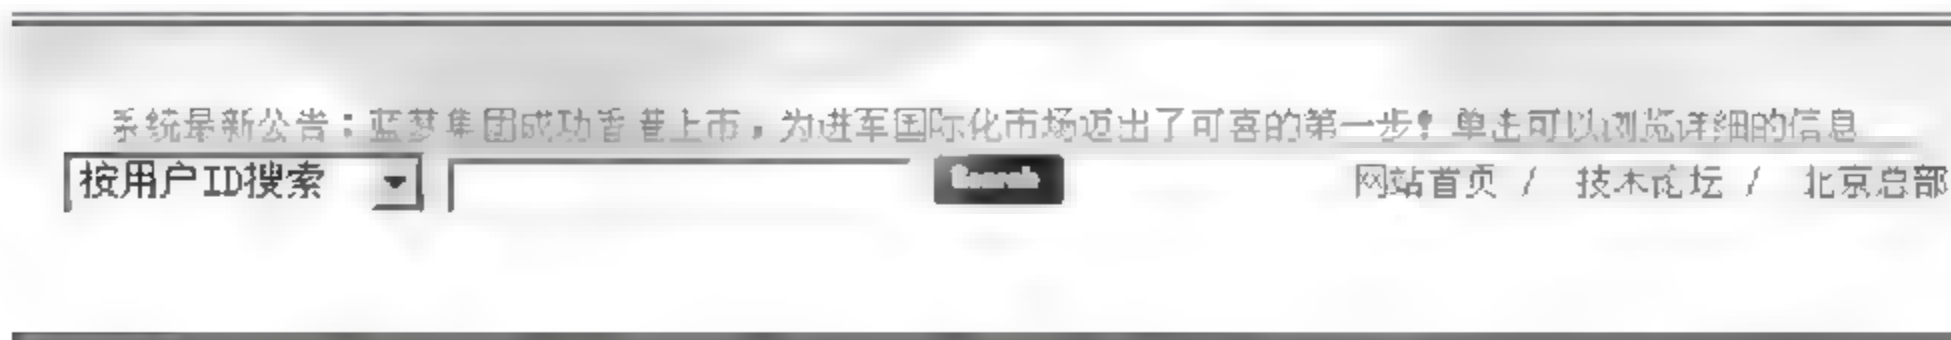 系统最新公告：蓝梦集团成功香巷上市，为进军国际化市场迈出了可喜的第一步！单击可以浏览详细的信息
按用户ID搜索 Search 网站首页 / 技术论坛 / 北京总部